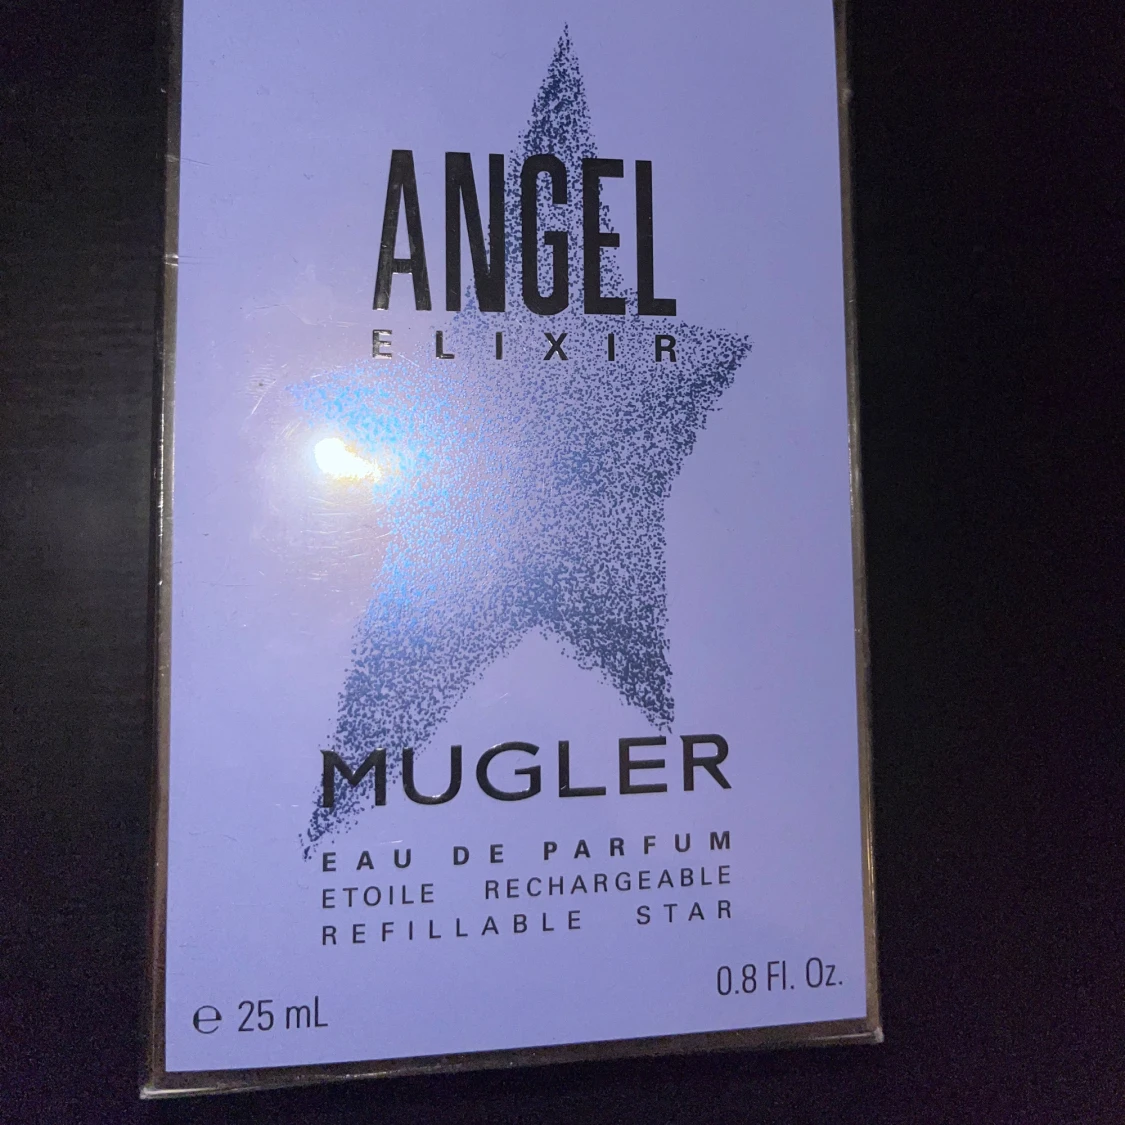 ANGEL
ELIXIR
MUGLER
EAU DE PARFUM
ETOILE RECHARGEABLE
REFILLABLE STAR
0.8 Fl. Oz.
℮ 25 mL